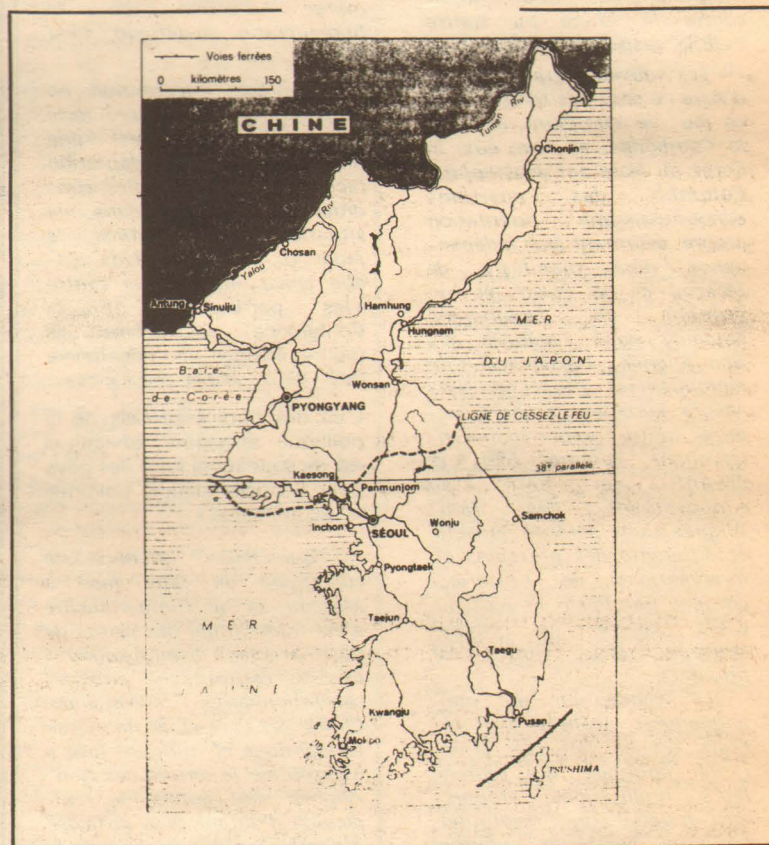 Voies ferrées
0 kilomètres 150
CHINE
Tumen Riv
Chonjin
Riv
Yalou
Chosan
Antung
Sinuiju
Hamhung
Hungnam
MER
DU JAPON
Baie
de Corée
Wonsan
PYONGYANG
LIGNE DE CESSEZ LE FEU
38e parallèle
Kaesong
Panmunjom
Samchok
Inchon
SÉOUL
Wonju
Pyongtaek
MER
Taejun
Taegu
JAUNE
Kwangju
Pusan
Mokpo
TSUSHIMA